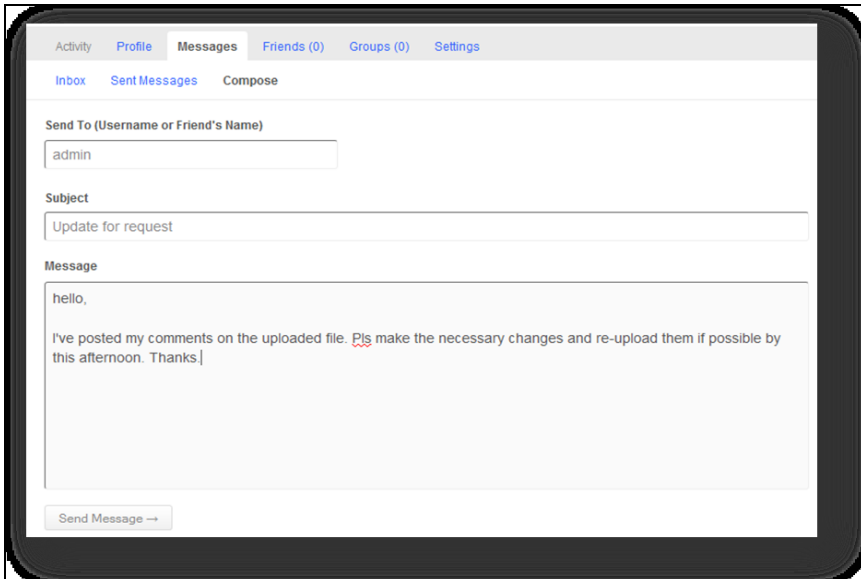 Activity Profile Messages Friends (0) Groups (0) Settings
Inbox Sent Messages Compose
Send To (Username or Friend's Name)
admin
Subject
Update for request
Message
hello,
I've posted my comments on the uploaded file. Pls make the necessary changes and re-upload them if possible by
this afternoon. Thanks.
Send Message →